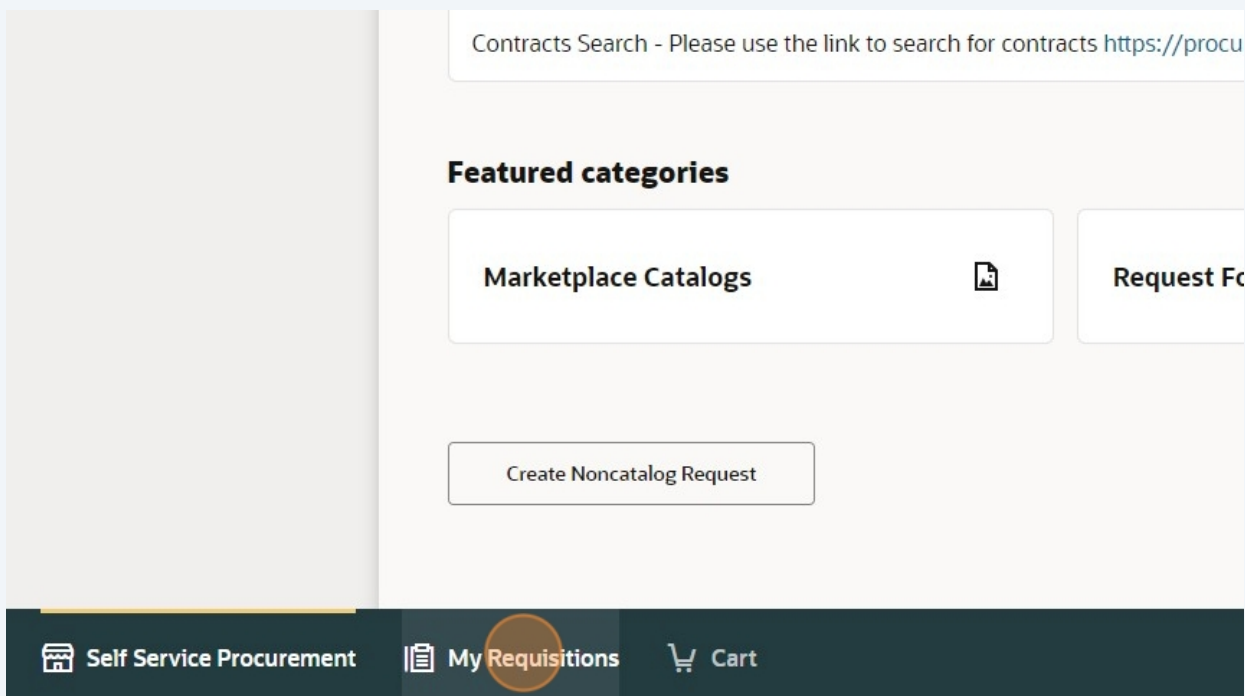 Contracts Search - Please use the link to search for contracts https://procu
Featured categories
Marketplace Catalogs
Request Fo
Create Noncatalog Request
Self Service Procurement
My Requisitions
Cart